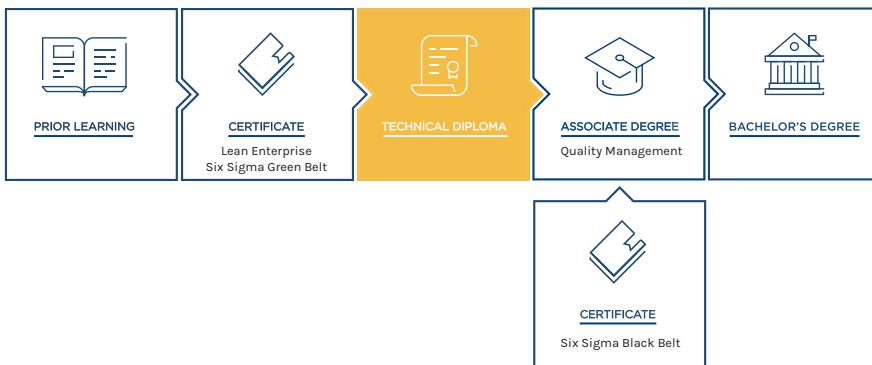 PRIOR LEARNING
CERTIFICATE
Lean Enterprise
Six Sigma Green Belt
TECHNICAL DIPLOMA
ASSOCIATE DEGREE
Quality Management
BACHELOR'S DEGREE
CERTIFICATE
Six Sigma Black Belt